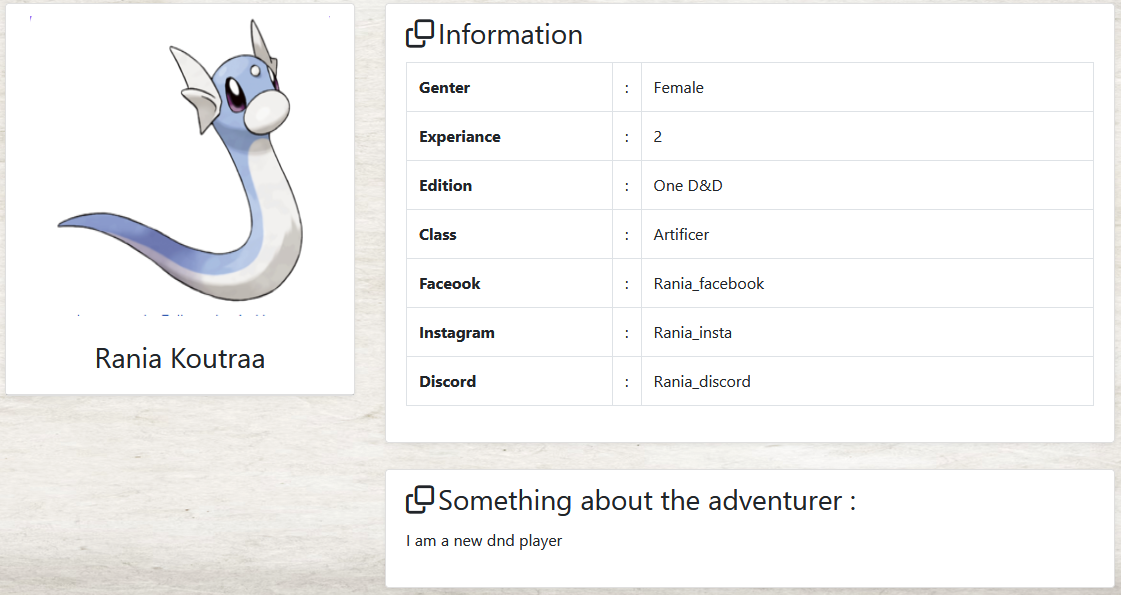 Rania Koutraa
Information
Genter : Female
Experiance : 2
Edition : One D&D
Class : Artificer
Faceook : Rania_facebook
Instagram : Rania_insta
Discord : Rania_discord
Something about the adventurer :
I am a new dnd player